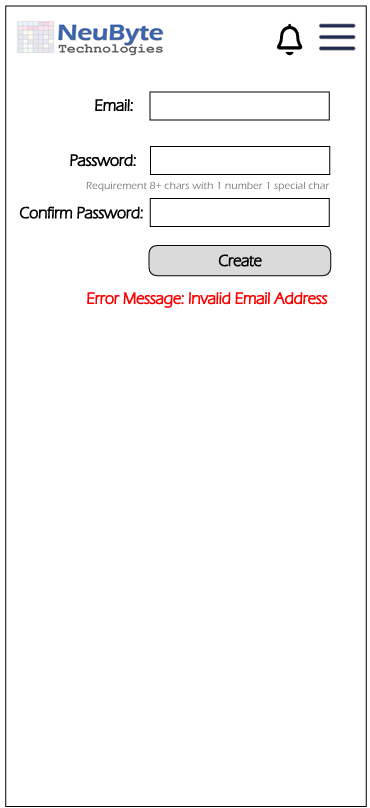 NeuByte
Technologies
Email:
Password:
Requirement 8+ chars with 1 number 1 special char
Confirm Password:
Create
Error Message: Invalid Email Address